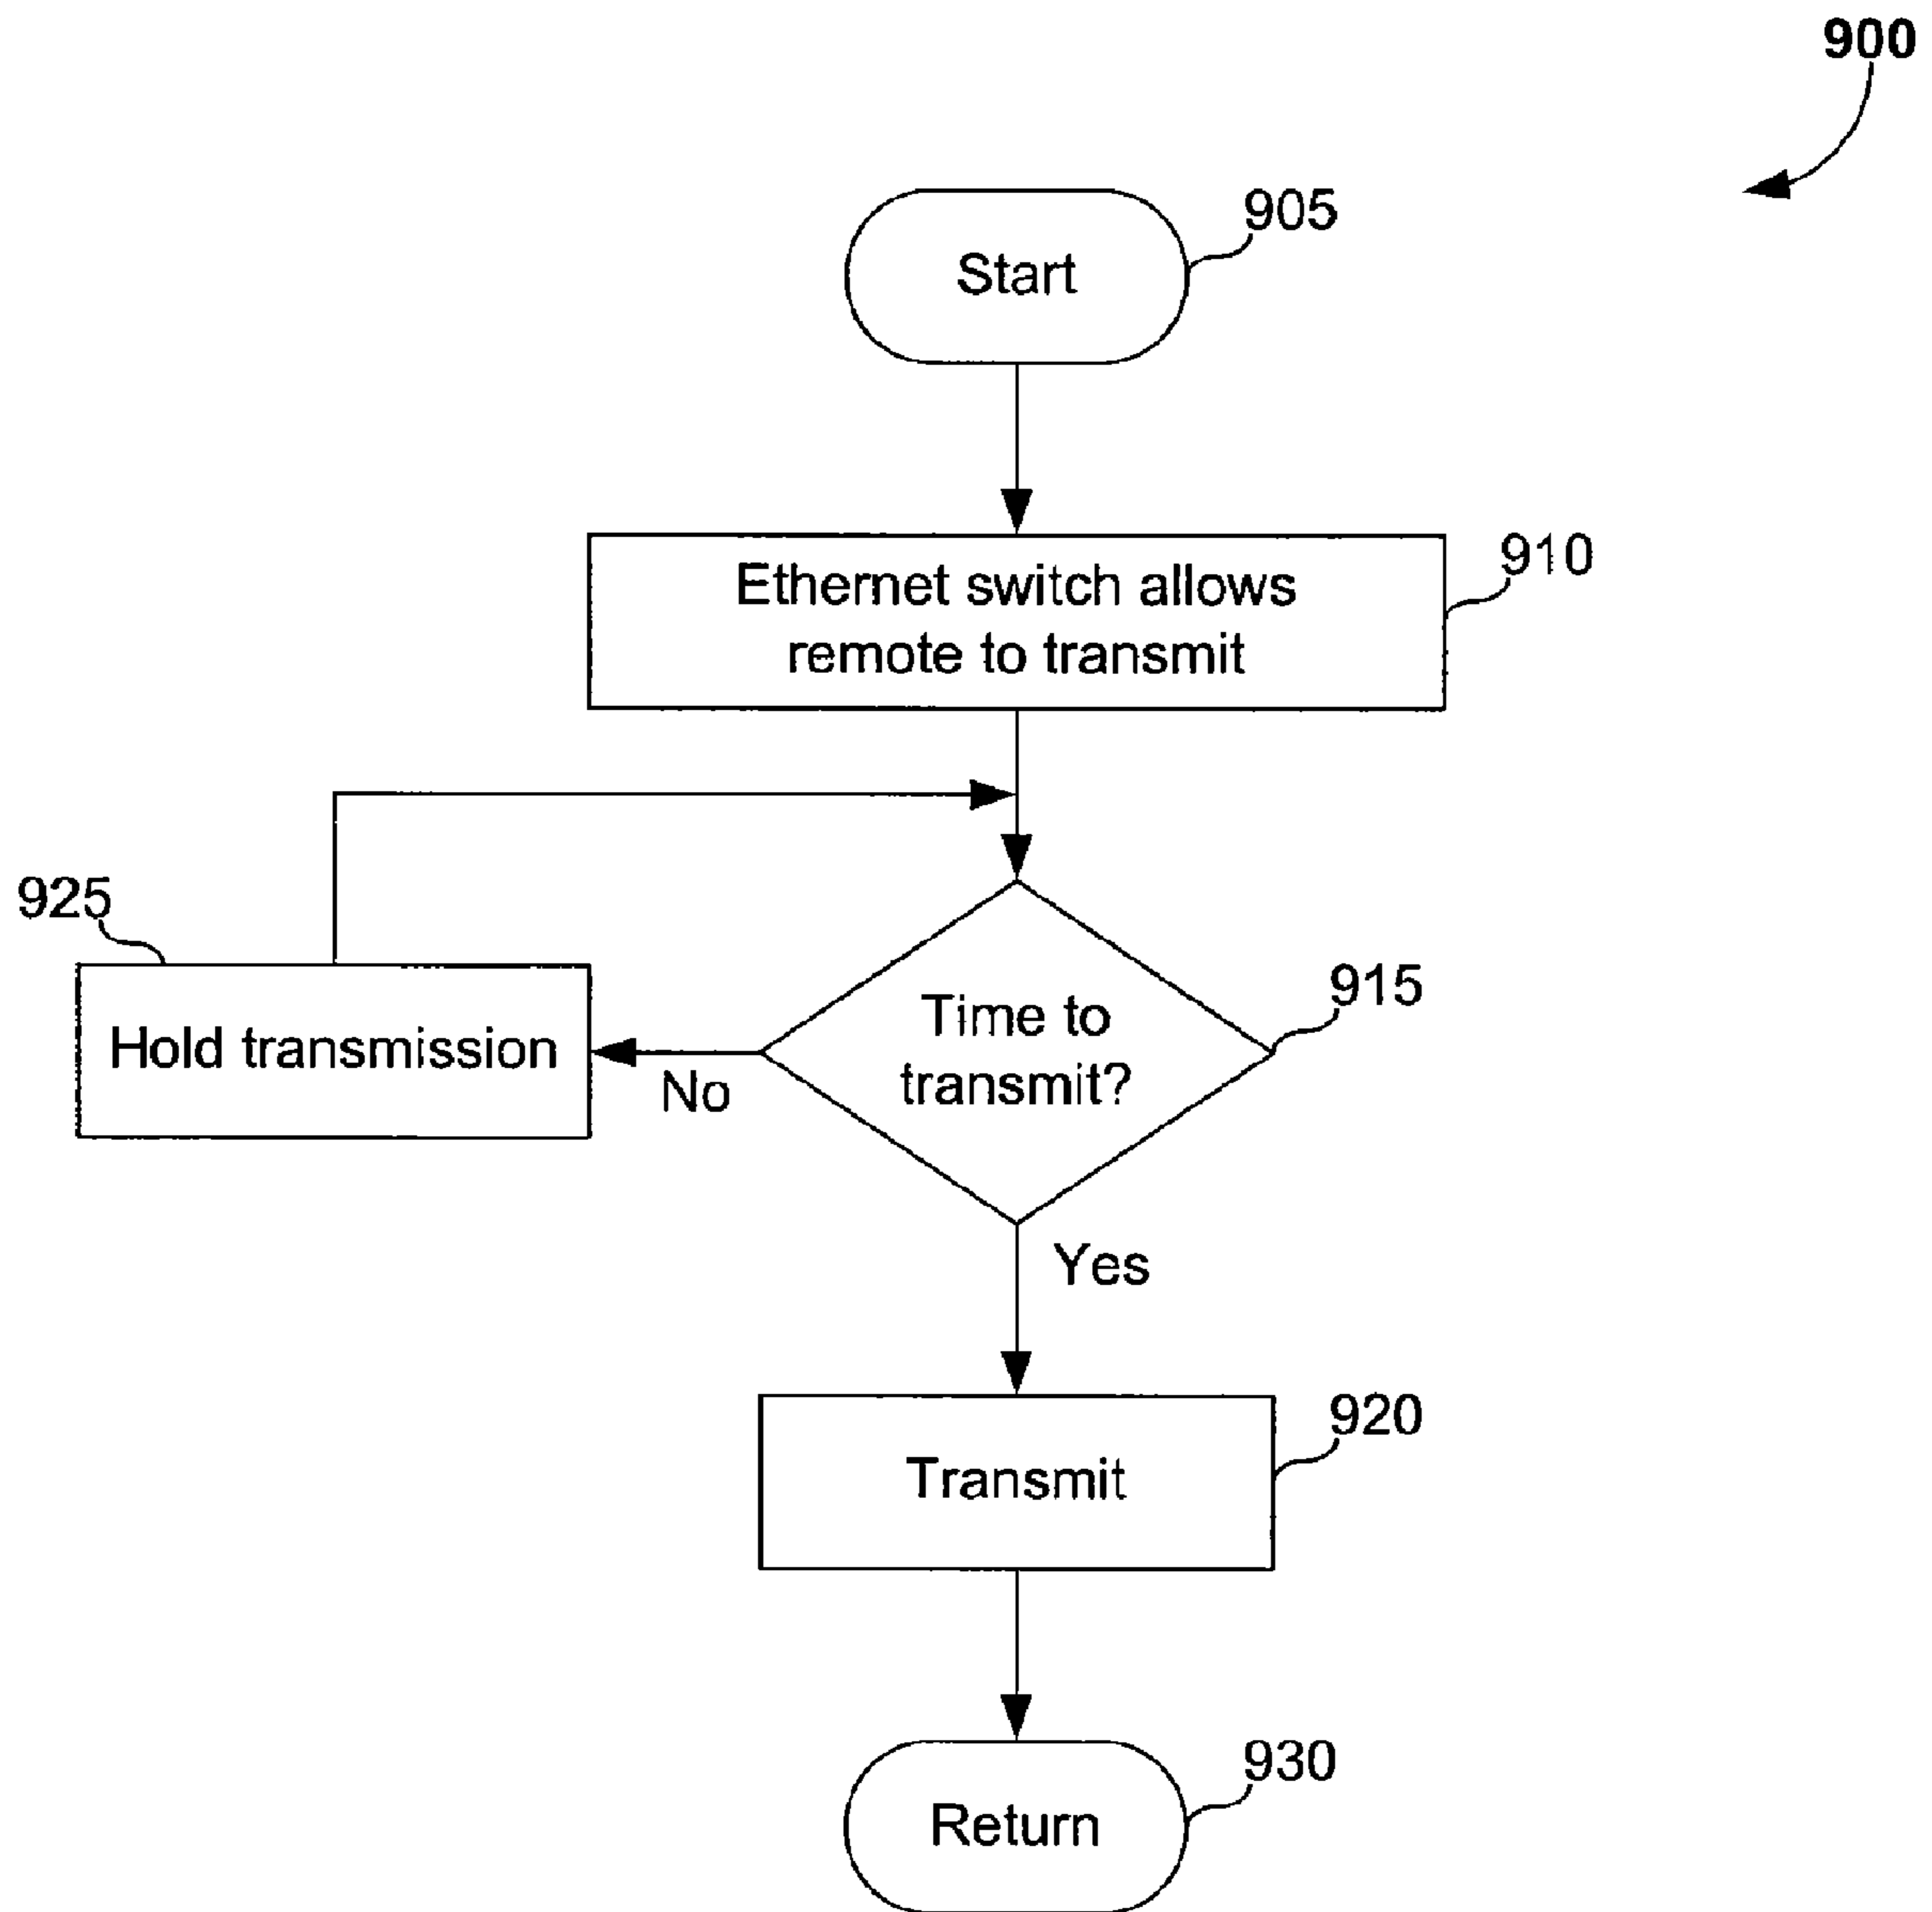 900
905
Start
910
Ethernet switch allows
remote to transmit
925
915
Time to
transmit?
Hold transmission
No
Yes
920
Transmit
930
Return